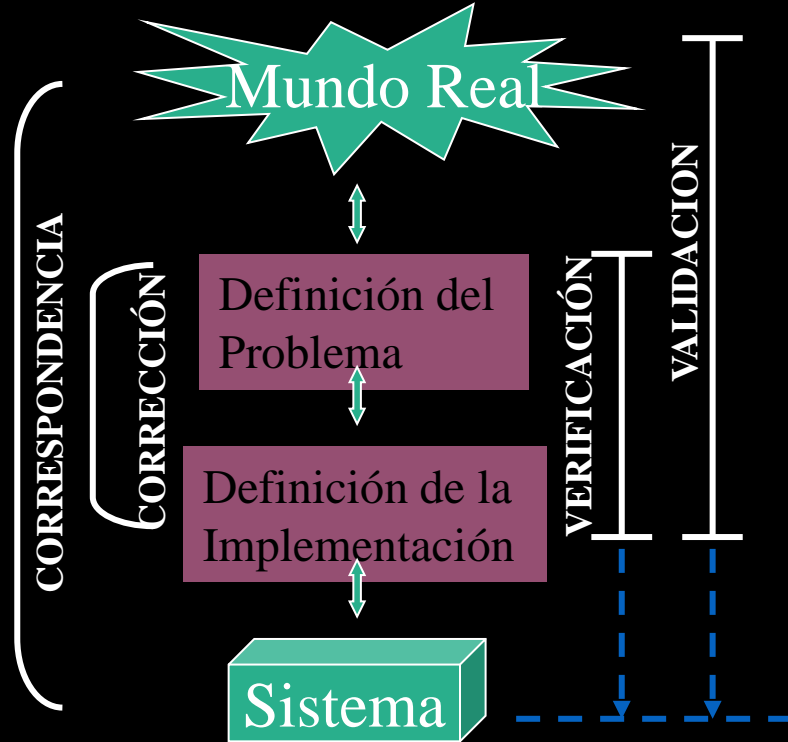 Mundo Real
CORRESPONDENCIA
CORRECCIÓN
Definición del
Problema
Definición de la
Implementación
VERIFICACIÓN
VALIDACION
Sistema